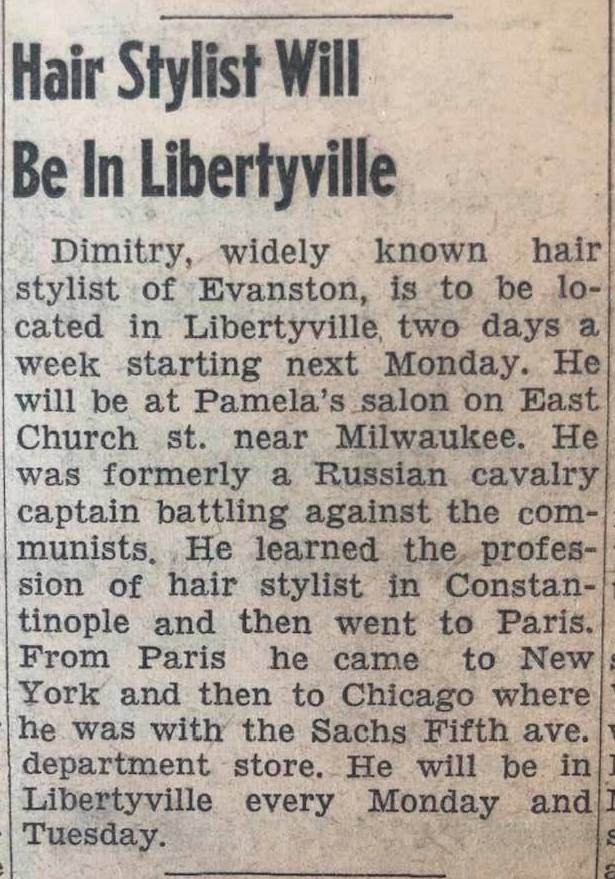 Hair Stylist Will
Be In Libertyville
Dimitry, widely known hair
stylist of Evanston, is to be lo-
cated in Libertyville, two days a
week starting next Monday. He
will be at Pamela's salon on East
Church st. near Milwaukee. He
was formerly a Russian cavalry
captain battling against the com-
munists. He learned the profes-
sion of hair stylist in Constan-
tinople and then went to Paris.
From Paris he came to New
York and then to Chicago where
he was with the Sachs Fifth ave.
department store. He will be in
Libertyville every Monday and
Tuesday.